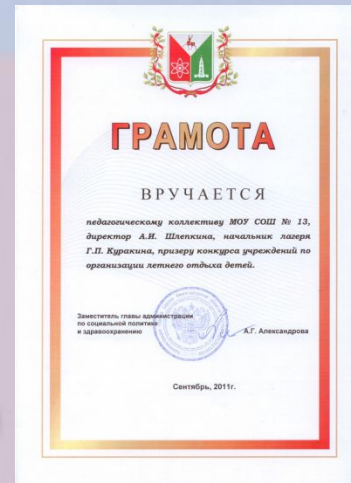 ГРАМОТА
ВРУЧАЕТСЯ
педагогическому коллективу МОУ СОШ № 13,
директор А.И. Шлепкина, начальник лагеря
Г.П. Куракина, призеру конкурса учреждений по
организации летнего отдыха детей.
Заместитель главы администрации
по социальной политике
и здравоохранению
А.Г. Александрова
Сентябрь, 2011г.